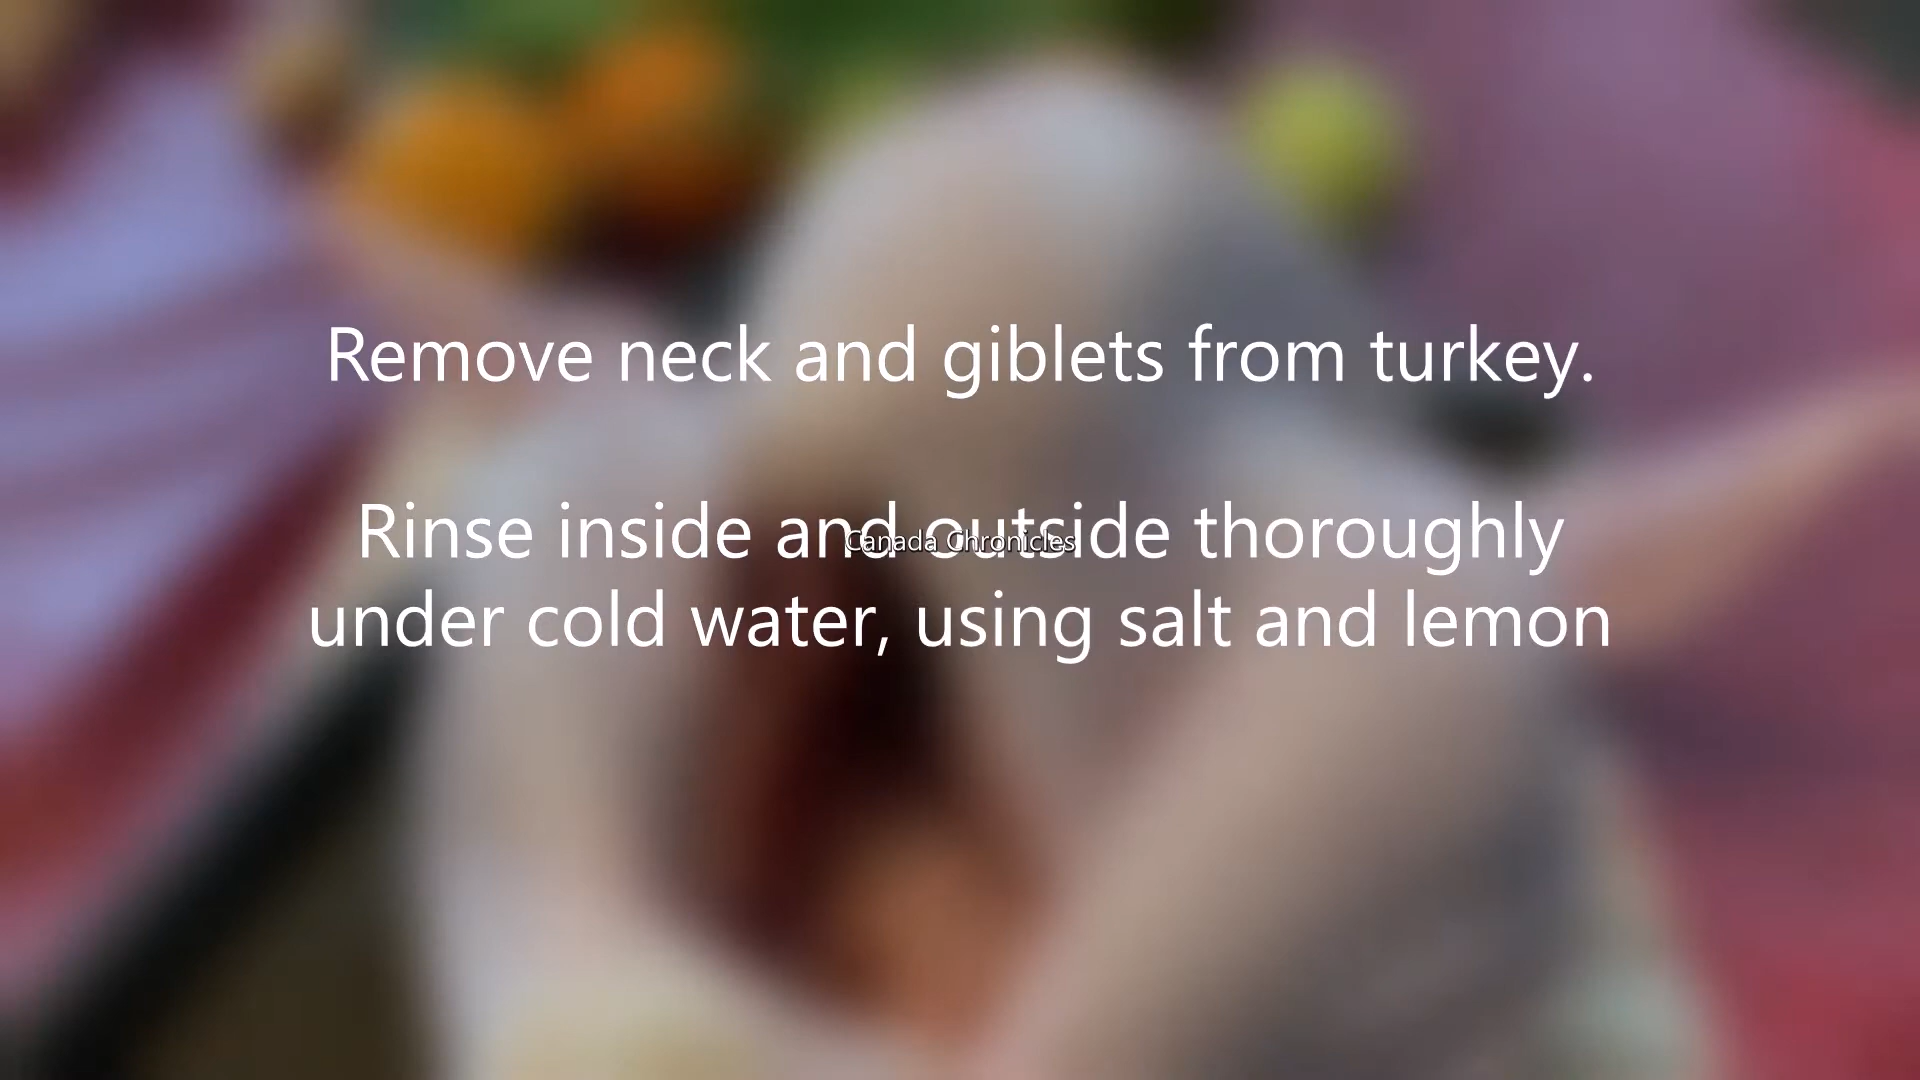 Remove neck and giblets from turkey.
Rinse inside and outside thoroughly
Canada Chronicles
under cold water, using salt and lemon